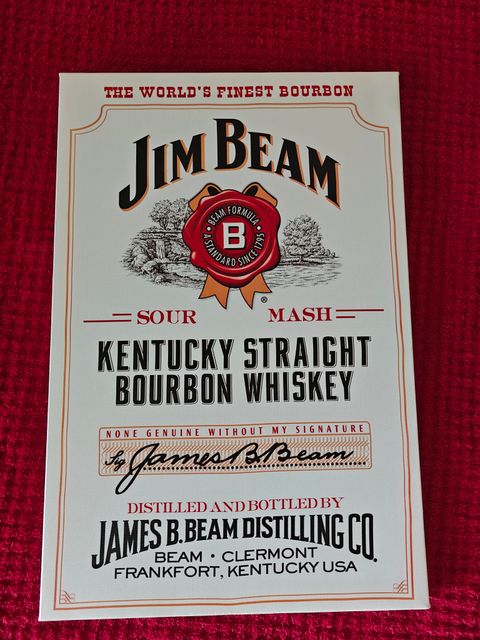 THE WORLD'S FINEST BOURBON
JIM BEAM
BEAM FORMULA
B
A STANDARD SINCE 1795
®
SOUR MASH
KENTUCKY STRAIGHT
BOURBON WHISKEY
NONE GENUINE WITHOUT MY SIGNATURE
Sig James B. Beam
DISTILLED AND BOTTLED BY
JAMES B. BEAM DISTILLING CO.
BEAM · CLERMONT
FRANKFORT, KENTUCKY USA